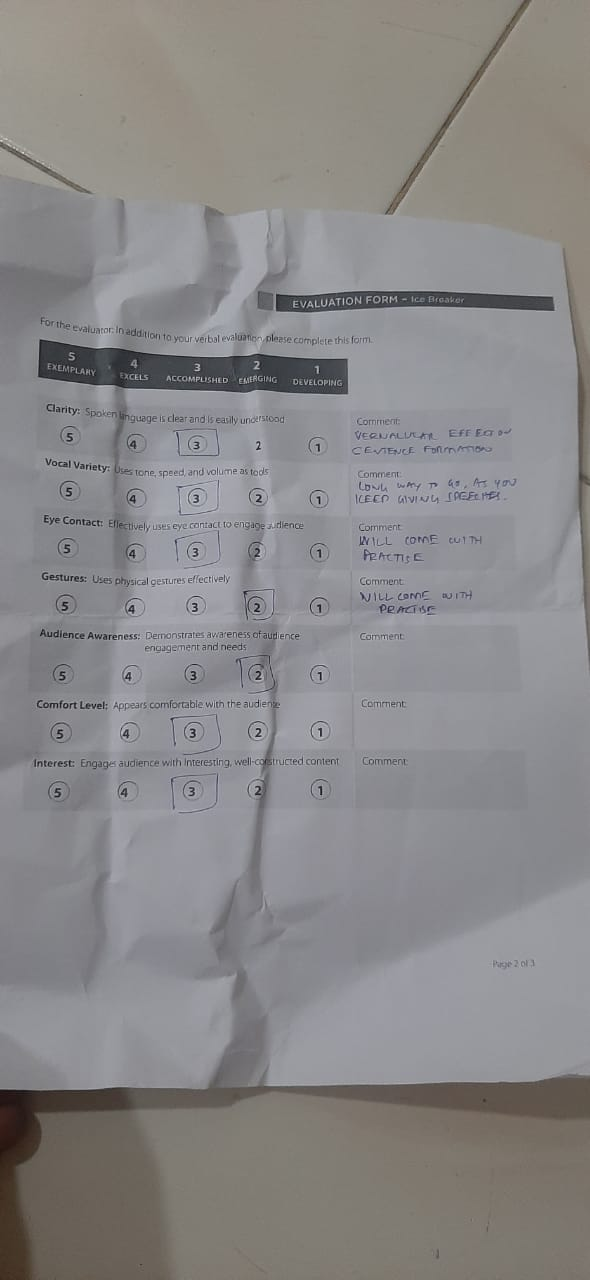 EVALUATION FORM – Ice Breaker
For the evaluator: In addition to your verbal evaluation, please complete this form.
5 4 3 2 1
EXEMPLARY EXCELS ACCOMPLISHED EMERGING DEVELOPING
Clarity: Spoken language is clear and is easily understood
5 4 3 2 1
Comment:
VERNALULAR EFFECT ON
CENTENCE FORMATION
Vocal Variety: Uses tone, speed, and volume as tools
5 4 3 2 1
Comment:
LONG WAY TO GO, AS YOU
KEEP GIVING SPEECHES.
Eye Contact: Effectively uses eye contact to engage audience
5 4 3 2 1
Comment:
WILL COME WITH
PRACTISE
Gestures: Uses physical gestures effectively
5 4 3 2 1
Comment:
WILL COME WITH
PRACTISE
Audience Awareness: Demonstrates awareness of audience
engagement and needs
5 4 3 2 1
Comment:
Comfort Level: Appears comfortable with the audience
5 4 3 2 1
Comment:
Interest: Engages audience with interesting, well-constructed content
5 4 3 2 1
Comment:
Page 2 of 3